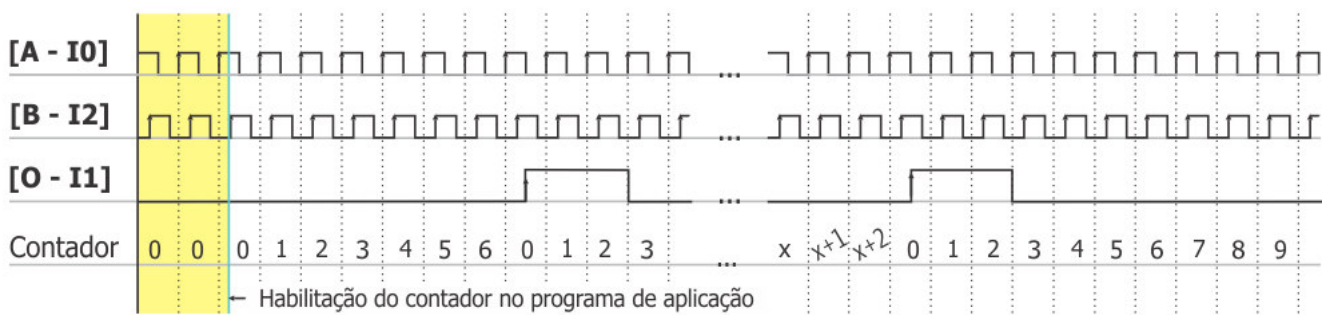 [A - I0]
...
[B - I2]
...
[O - I1]
...
Contador 0 0 0 1 2 3 4 5 6 0 1 2 3 ... x x+1 x+2 0 1 2 3 4 5 6 7 8 9
← Habilitação do contador no programa de aplicação